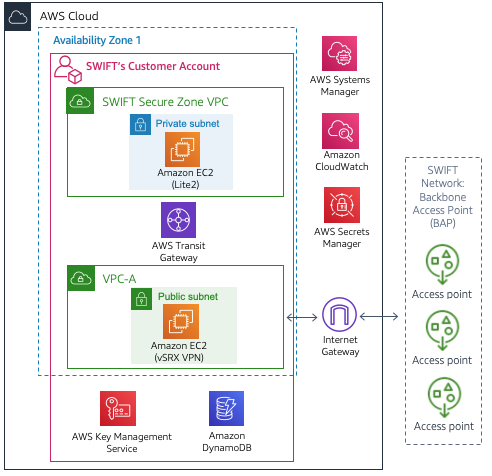 AWS Cloud
Availability Zone 1
SWIFT's Customer Account
SWIFT Secure Zone VPC
Private subnet
Amazon EC2
(Lite2)
AWS Transit
Gateway
VPC-A
Public subnet
Amazon EC2
(vSRX VPN)
AWS Key Management
Service
Amazon
DynamoDB
AWS Systems
Manager
Amazon
CloudWatch
AWS Secrets
Manager
Internet
Gateway
SWIFT
Network:
Backbone
Access Point
(BAP)
Access point
Access point
Access point